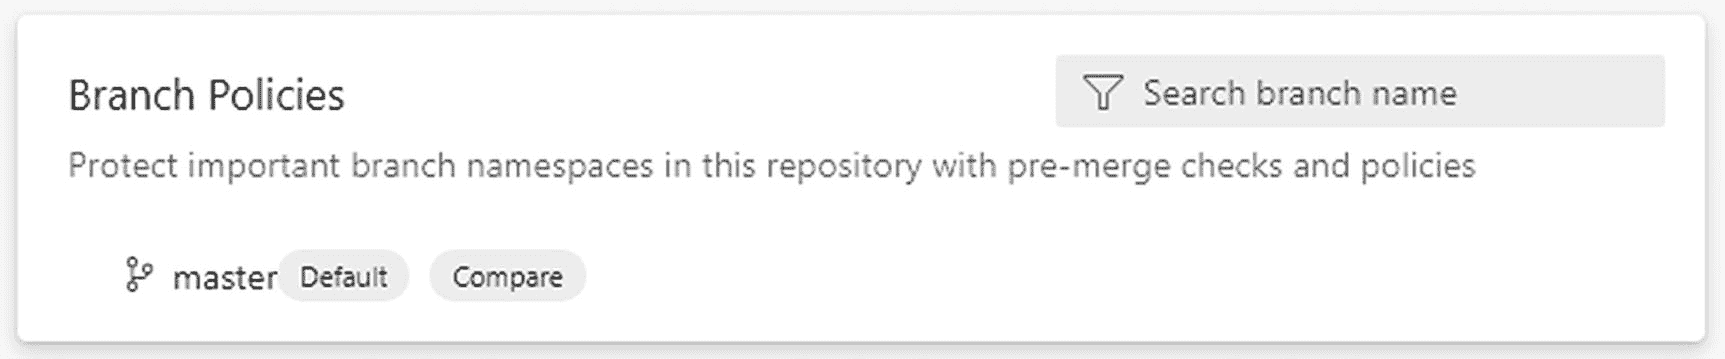 Branch Policies
Search branch name
Protect important branch namespaces in this repository with pre-merge checks and policies
master Default Compare